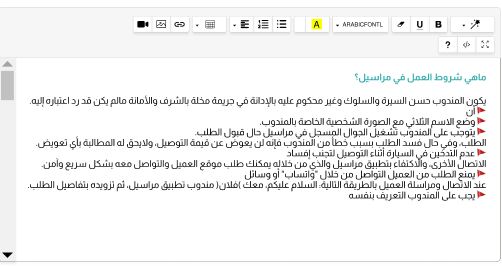 ARABICFONTL
A
U
B
?
ماهي شروط العمل في مراسيل؟
يكون المندوب حسن السيرة والسلوك وغير محكوم عليه بالإدانة في جريمة مخلة بالشرف والأمانة مالم يكن قد رد اعتباره إليه.
أن
وضع الاسم الثلاثي مع الصورة الشخصية الخاصة بالمندوب.
يتوجب على المندوب تشغيل الجوال المسجل في مراسيل حال قبول الطلب.
الطلب، وفي حال فسد الطلب بسبب خطأ من المندوب فإنه لن يعوض عن قيمة التوصيل، ولايحق له المطالبة بأي تعويض.
عدم التدخين في السيارة أثناء التوصيل لتجنب إفساد
الاتصال الأخرى، والاكتفاء بتطبيق مراسيل والذي من خلاله يمكنك طلب موقع العميل والتواصل معه بشكل سريع وآمن.
يمنع الطلب من العميل التواصل من خلال "واتساب" أو وسائل
عند الاتصال ومراسلة العميل بالطريقة التالية: السلام عليكم، معك )فلان( مندوب تطبيق مراسيل، ثم تزويده بتفاصيل الطلب.
يجب على المندوب التعريف بنفسه